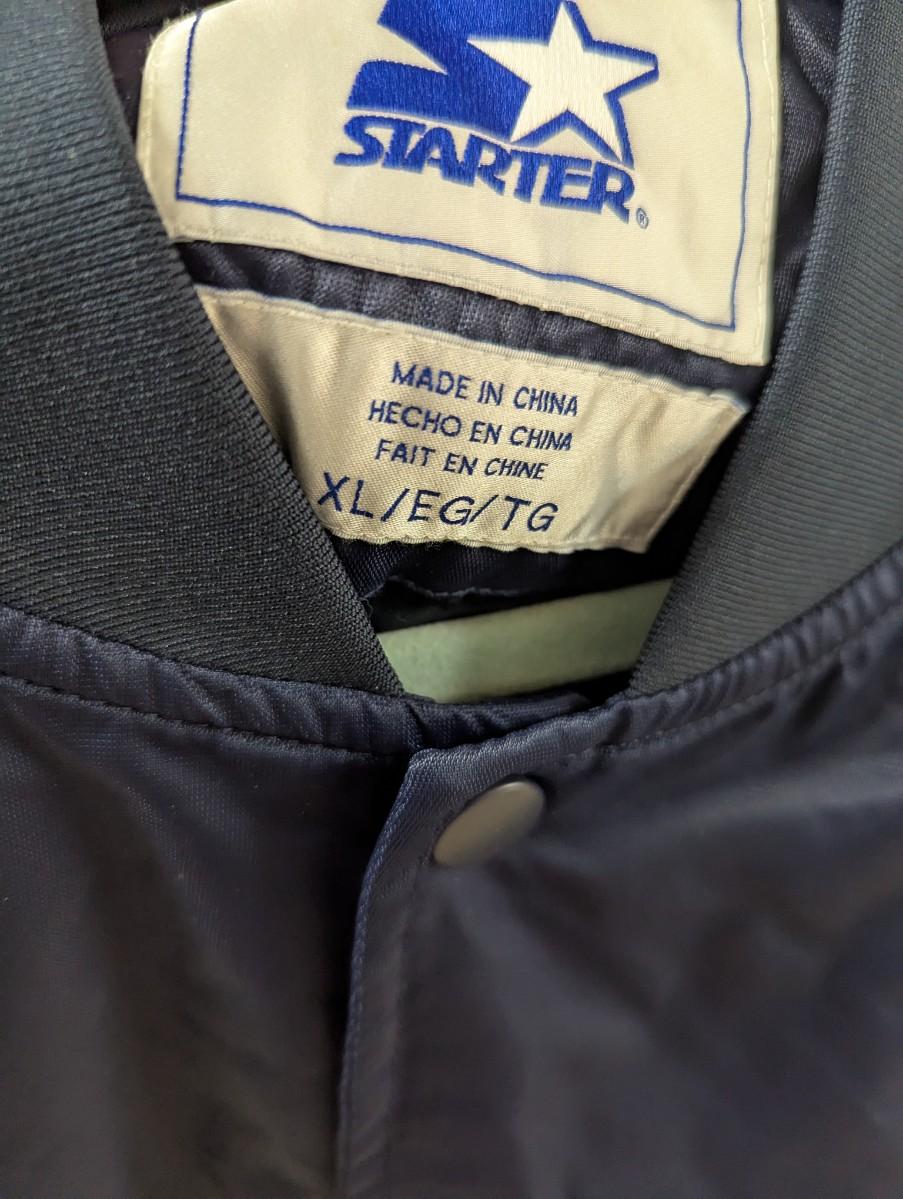 STARTER®
MADE IN CHINA
HECHO EN CHINA
FAIT EN CHINE
XL/EG/TG